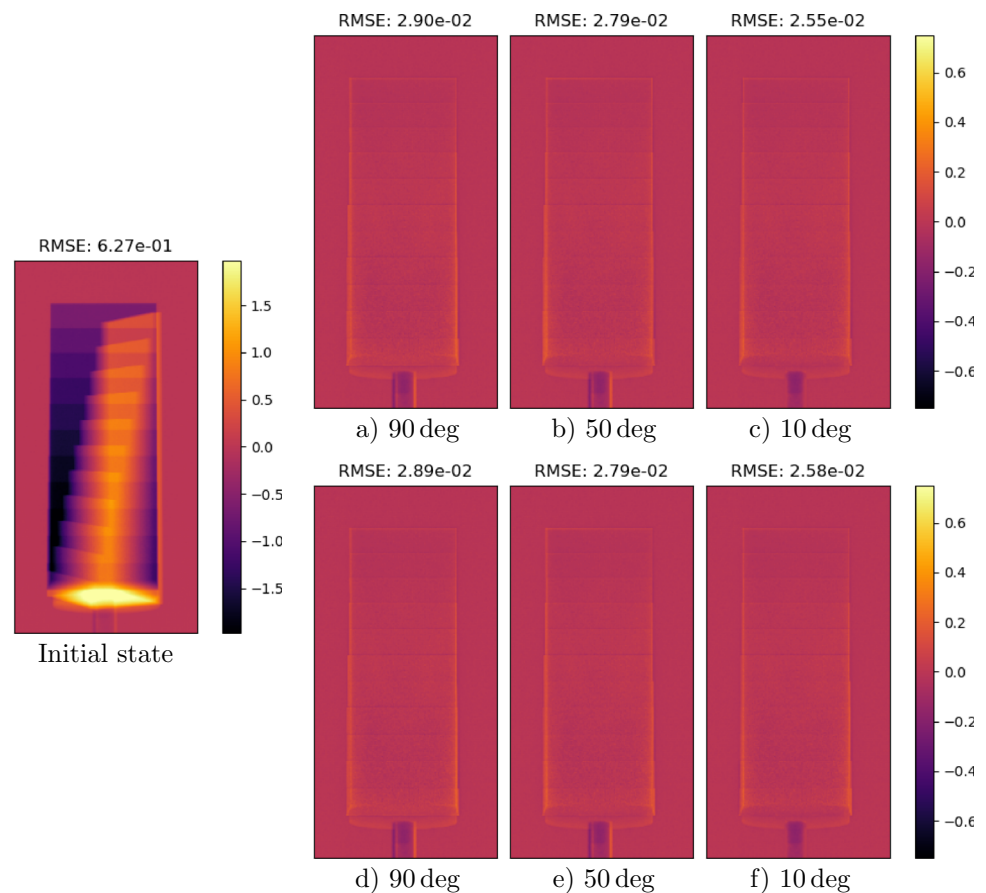 RMSE: 2.90e-02
RMSE: 2.79e-02
RMSE: 2.55e-02
0.6
0.4
0.2
0.0
−0.2
−0.4
−0.6
a) 90 deg
b) 50 deg
c) 10 deg
RMSE: 6.27e-01
1.5
1.0
0.5
0.0
−0.5
−1.0
−1.5
Initial state
RMSE: 2.89e-02
RMSE: 2.79e-02
RMSE: 2.58e-02
0.6
0.4
0.2
0.0
−0.2
−0.4
−0.6
d) 90 deg
e) 50 deg
f) 10 deg